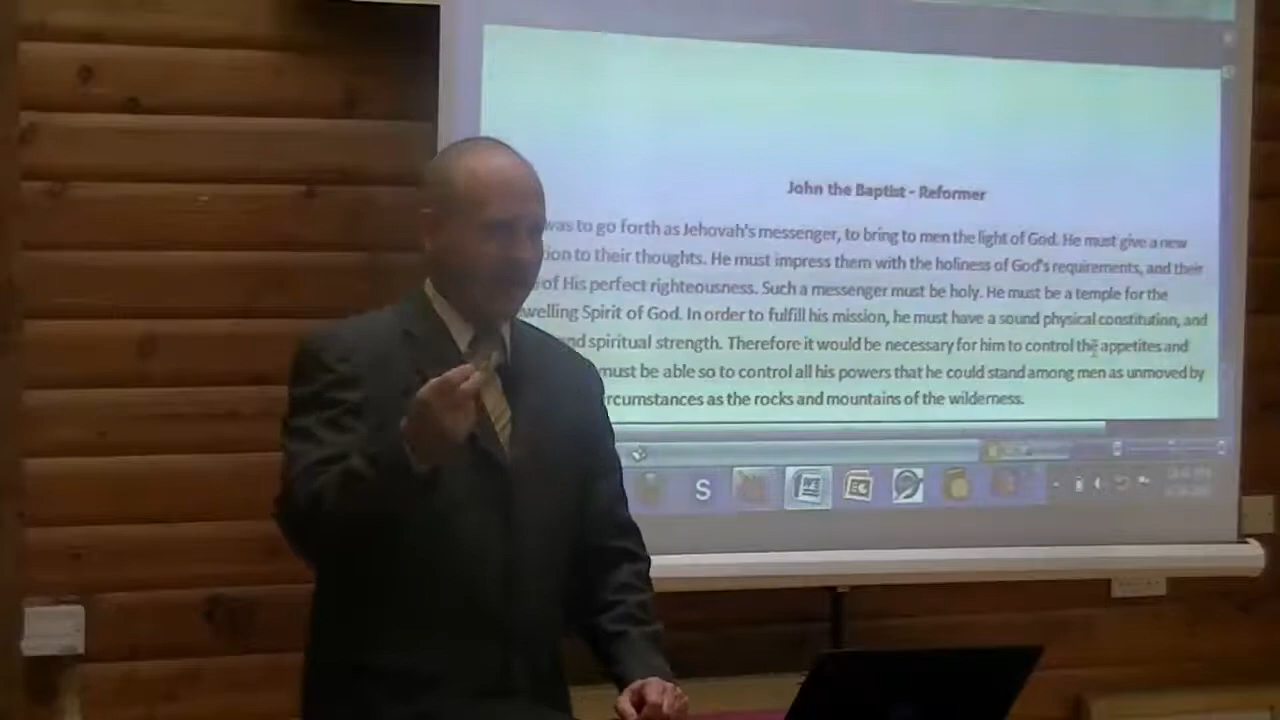 John the Baptist - Reformer
was to go forth as Jehovah's messenger, to bring to men the light of God. He must give a new
ion to their thoughts. He must impress them with the holiness of God's requirements, and their
of His perfect righteousness. Such a messenger must be holy. He must be a temple for the
welling Spirit of God. In order to fulfill his mission, he must have a sound physical constitution, and
nd spiritual strength. Therefore it would be necessary for him to control the appetites and
must be able so to control all his powers that he could stand among men as unmoved by
rcumstances as the rocks and mountains of the wilderness.
S